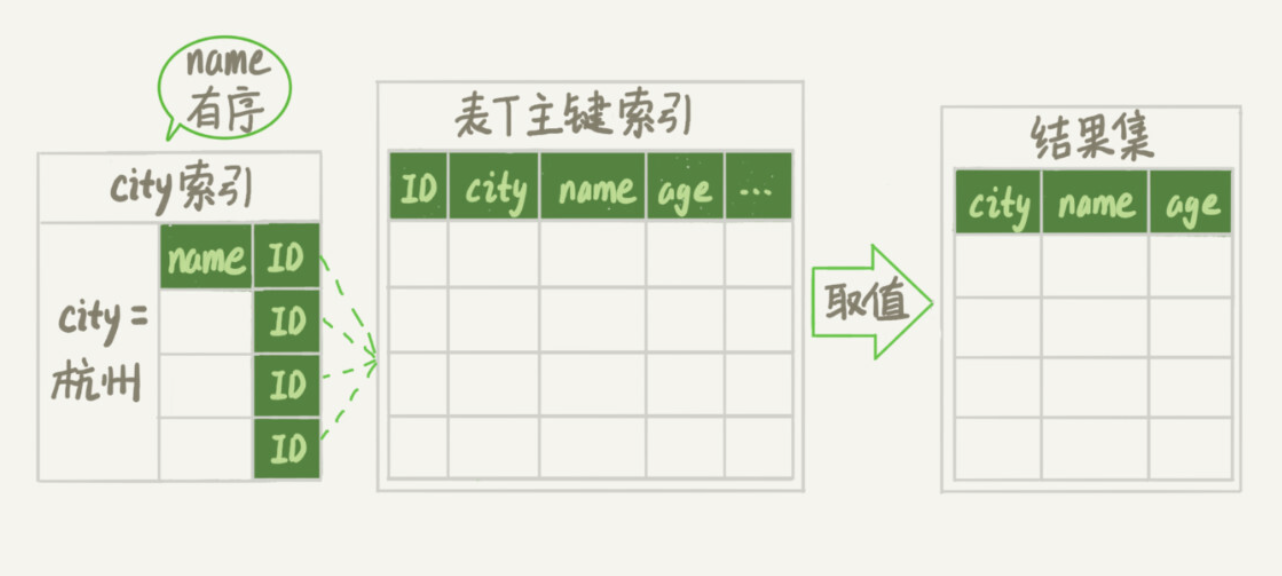 name
有序
city索引
name ID
city =
杭州
ID
ID
ID
表T主键索引
ID city name age ...
取值
结果集
city name age